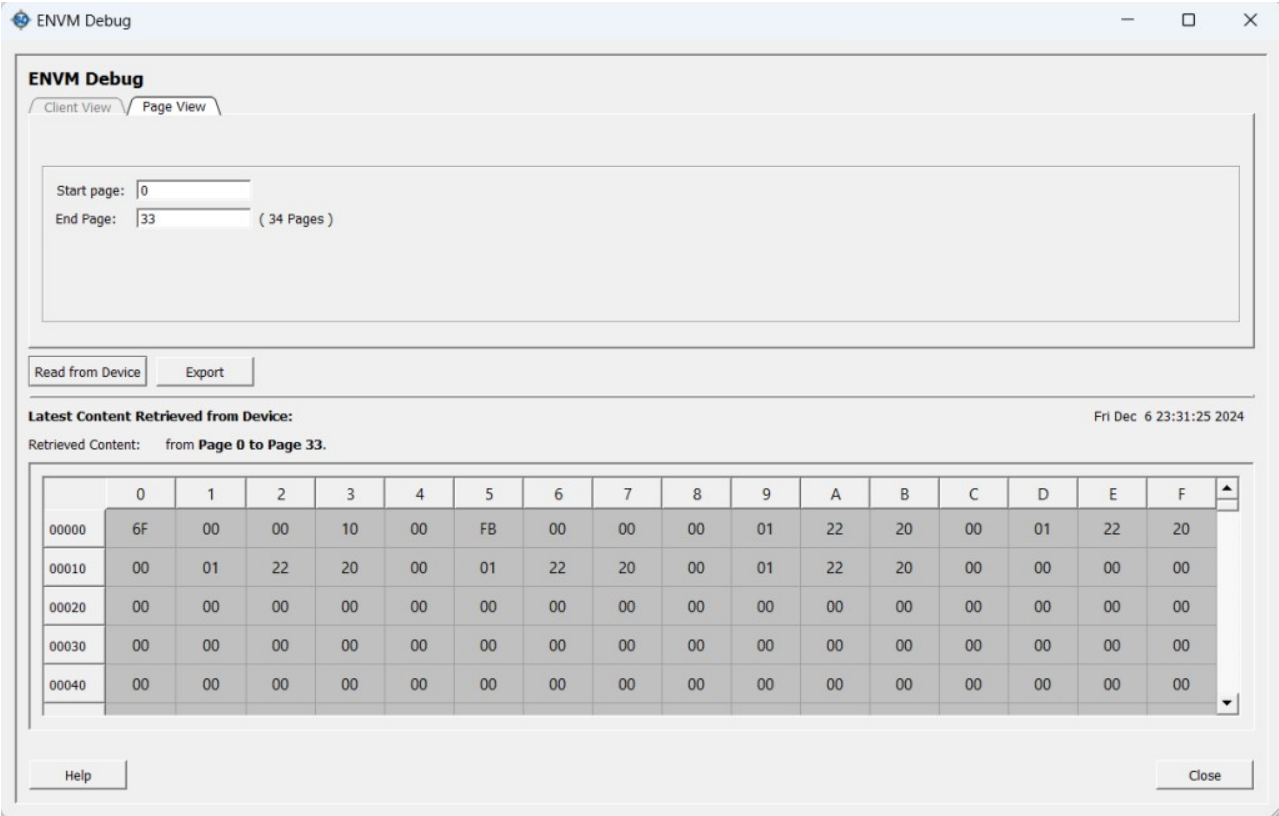 ENVM Debug
ENVM Debug
Client View Page View
Start page: 0
End Page: 33 ( 34 Pages )
Read from Device Export
Latest Content Retrieved from Device: Fri Dec 6 23:31:25 2024
Retrieved Content: from Page 0 to Page 33.
0 1 2 3 4 5 6 7 8 9 A B C D E F
00000 6F 00 00 10 00 FB 00 00 00 01 22 20 00 01 22 20
00010 00 01 22 20 00 01 22 20 00 01 22 20 00 00 00 00
00020 00 00 00 00 00 00 00 00 00 00 00 00 00 00 00 00
00030 00 00 00 00 00 00 00 00 00 00 00 00 00 00 00 00
00040 00 00 00 00 00 00 00 00 00 00 00 00 00 00 00 00
Help Close